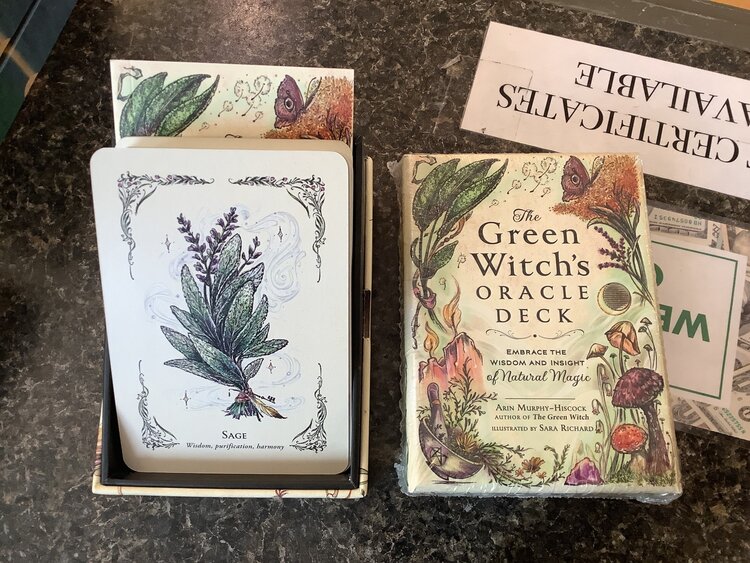 SAGE
Wisdom, purification, harmony
The
Green
Witch's
ORACLE
DECK
EMBRACE THE
WISDOM AND INSIGHT
of Natural Magic
ARIN MURPHY-HISCOCK
AUTHOR OF The Green Witch
ILLUSTRATED BY SARA RICHARD
CERTIFICATES
AVAILABLE
WE